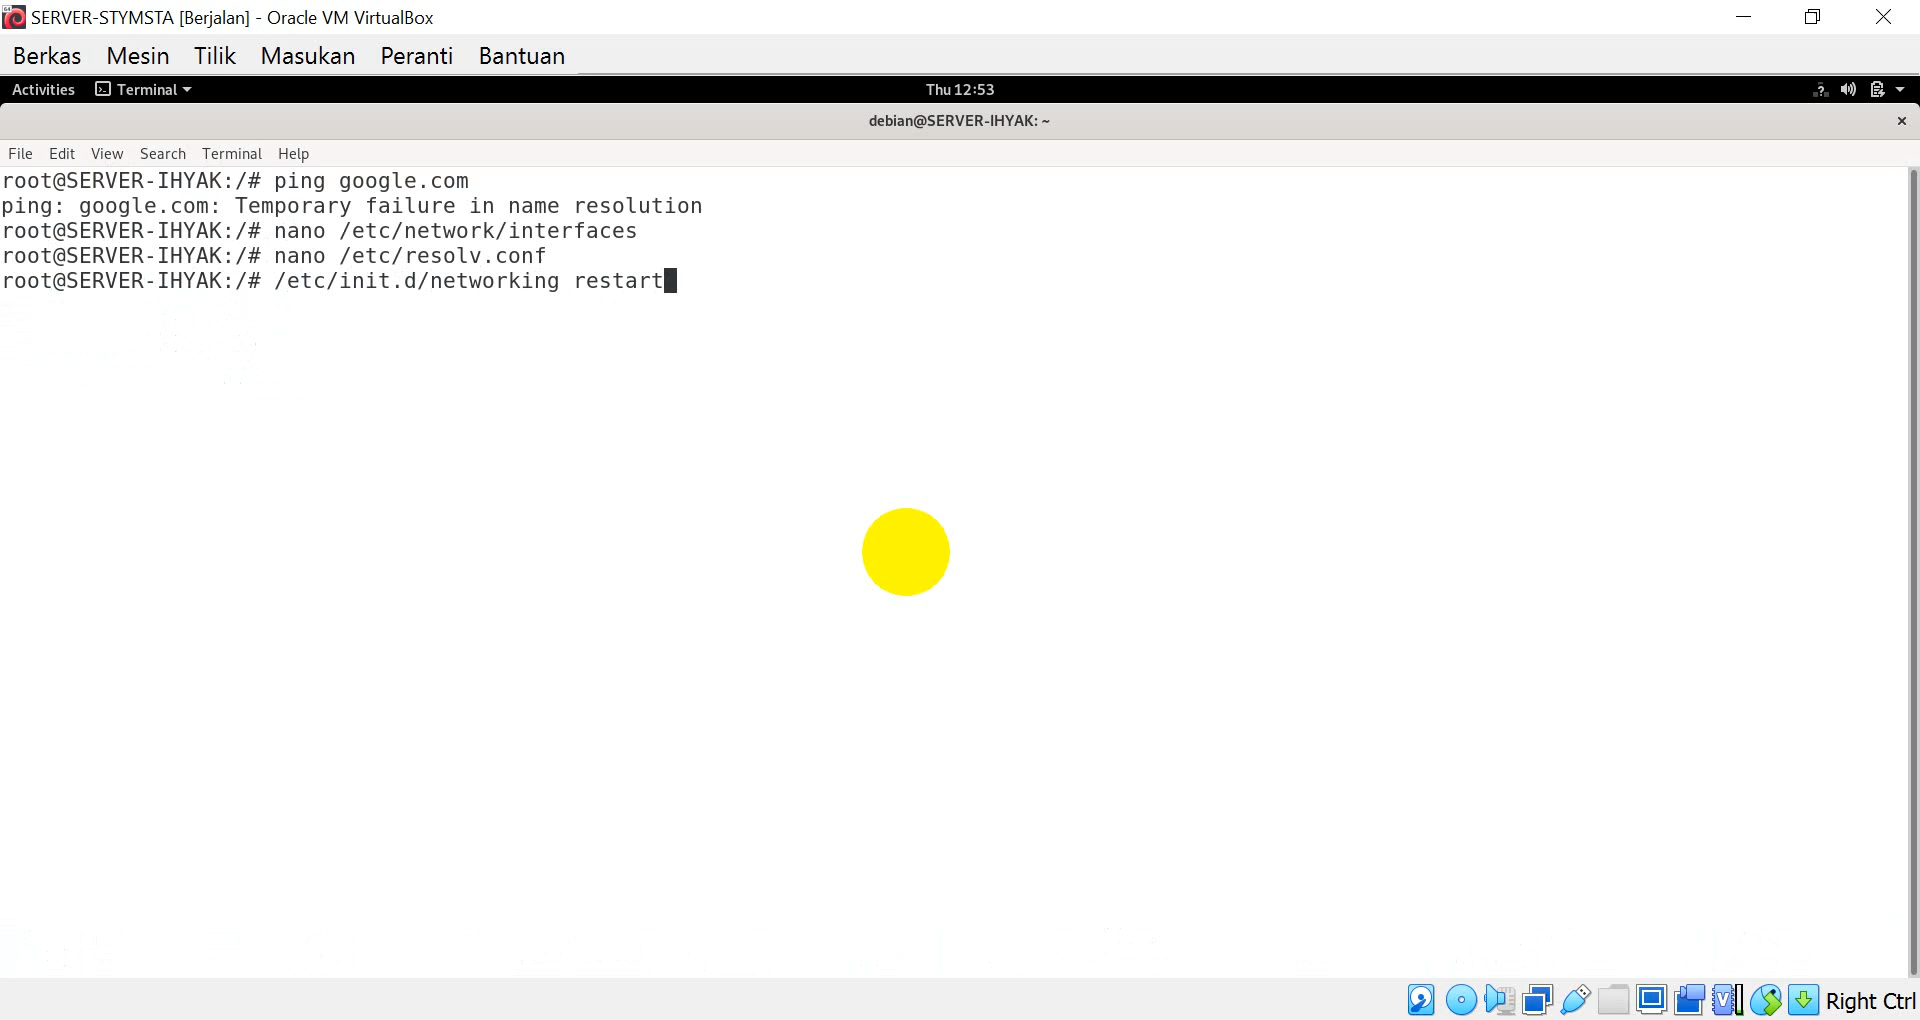 SERVER-STYMSTA [Berjalan] - Oracle VM VirtualBox
Berkas Mesin Tilik Masukan Peranti Bantuan
Activities Terminal Thu 12:53
debian@SERVER-IHYAK: ~
File Edit View Search Terminal Help
root@SERVER-IHYAK:/# ping google.com
ping: google.com: Temporary failure in name resolution
root@SERVER-IHYAK:/# nano /etc/network/interfaces
root@SERVER-IHYAK:/# nano /etc/resolv.conf
root@SERVER-IHYAK:/# /etc/init.d/networking restart
Right Ctrl